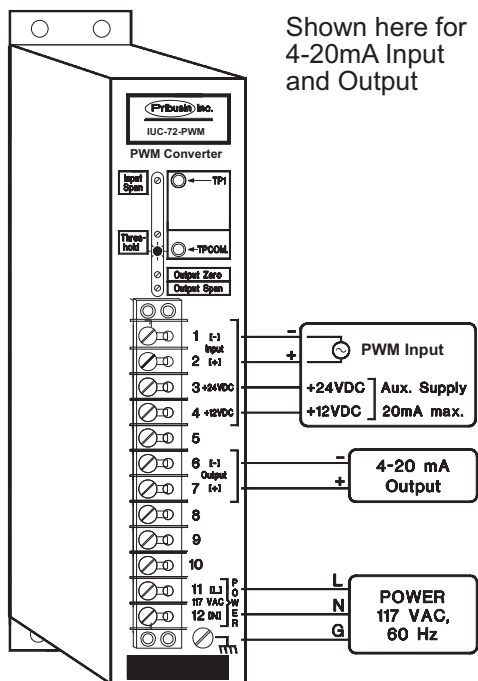 Shown here for
4-20mA Input
and Output
Pribusin Inc.
IUC-72-PWM
PWM Converter
Input
Span
TP1
Thres-
hold
TPCOM.
Output Zero
Output Span
1 [-]
Input
2 [+]
3 +24VDC
4 +12VDC
5
6 [-]
Output
7 [+]
8
9
10
11 [L]
117 VAC
12 [N]
POWER
-
+
PWM Input
+24VDC
Aux. Supply
+12VDC
20mA max.
-
+
4-20 mA
Output
L
N
G
POWER
117 VAC,
60 Hz